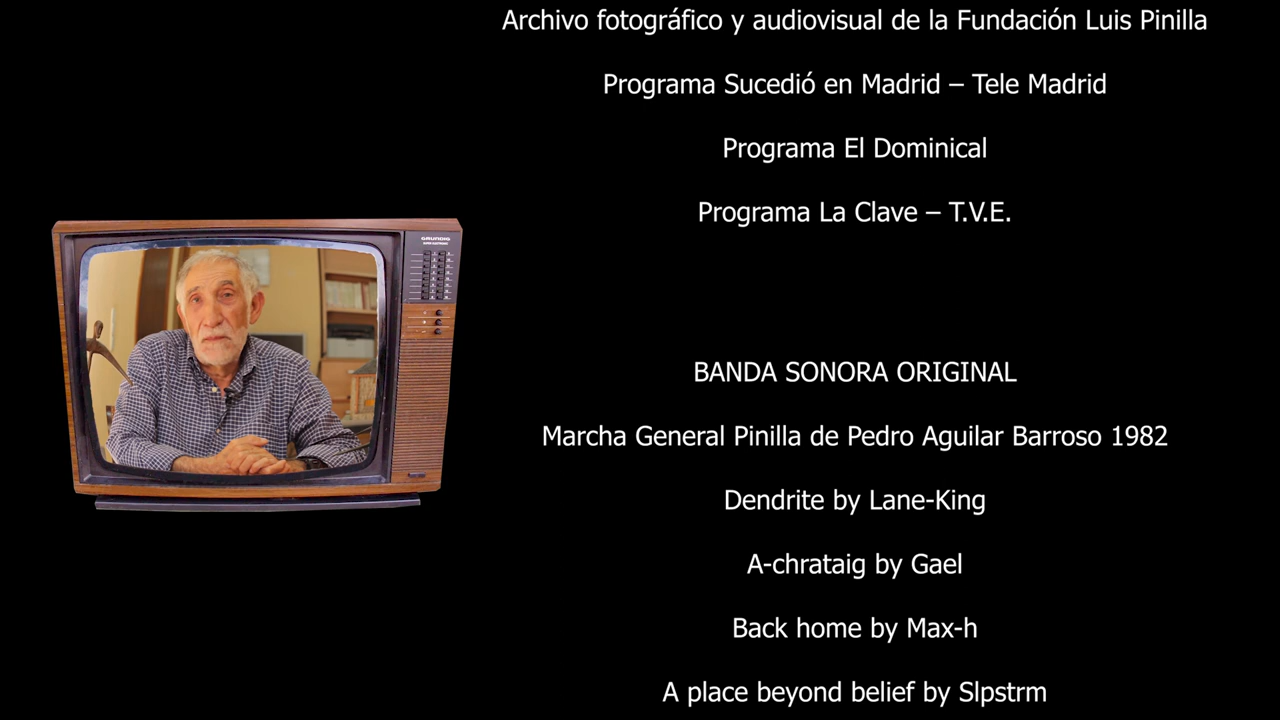 Archivo fotográfico y audiovisual de la Fundación Luis Pinilla
Programa Sucedió en Madrid – Tele Madrid
Programa El Dominical
Programa La Clave – T.V.E.
GRUNDIG
BANDA SONORA ORIGINAL
Marcha General Pinilla de Pedro Aguilar Barroso 1982
Dendrite by Lane-King
A-chrataig by Gael
Back home by Max-h
A place beyond belief by Slpstrm